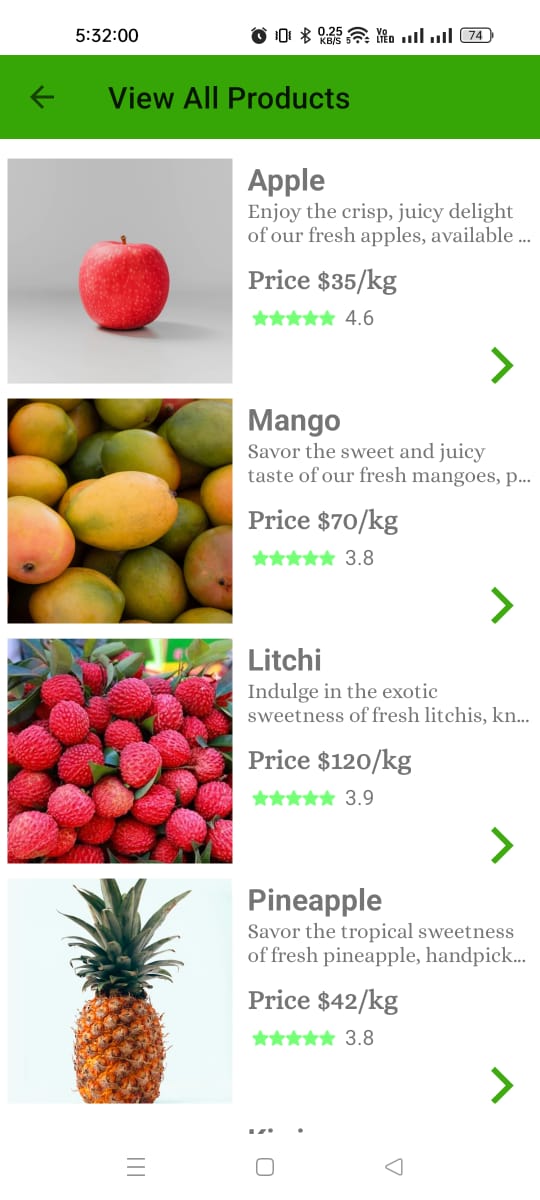 5:32:00
0.25 KB/S 5 Vo LTED 74
View All Products
Apple
Enjoy the crisp, juicy delight
of our fresh apples, available ...
Price $35/kg
4.6
Mango
Savor the sweet and juicy
taste of our fresh mangoes, p...
Price $70/kg
3.8
Litchi
Indulge in the exotic
sweetness of fresh litchis, kn...
Price $120/kg
3.9
Pineapple
Savor the tropical sweetness
of fresh pineapple, handpick...
Price $42/kg
3.8